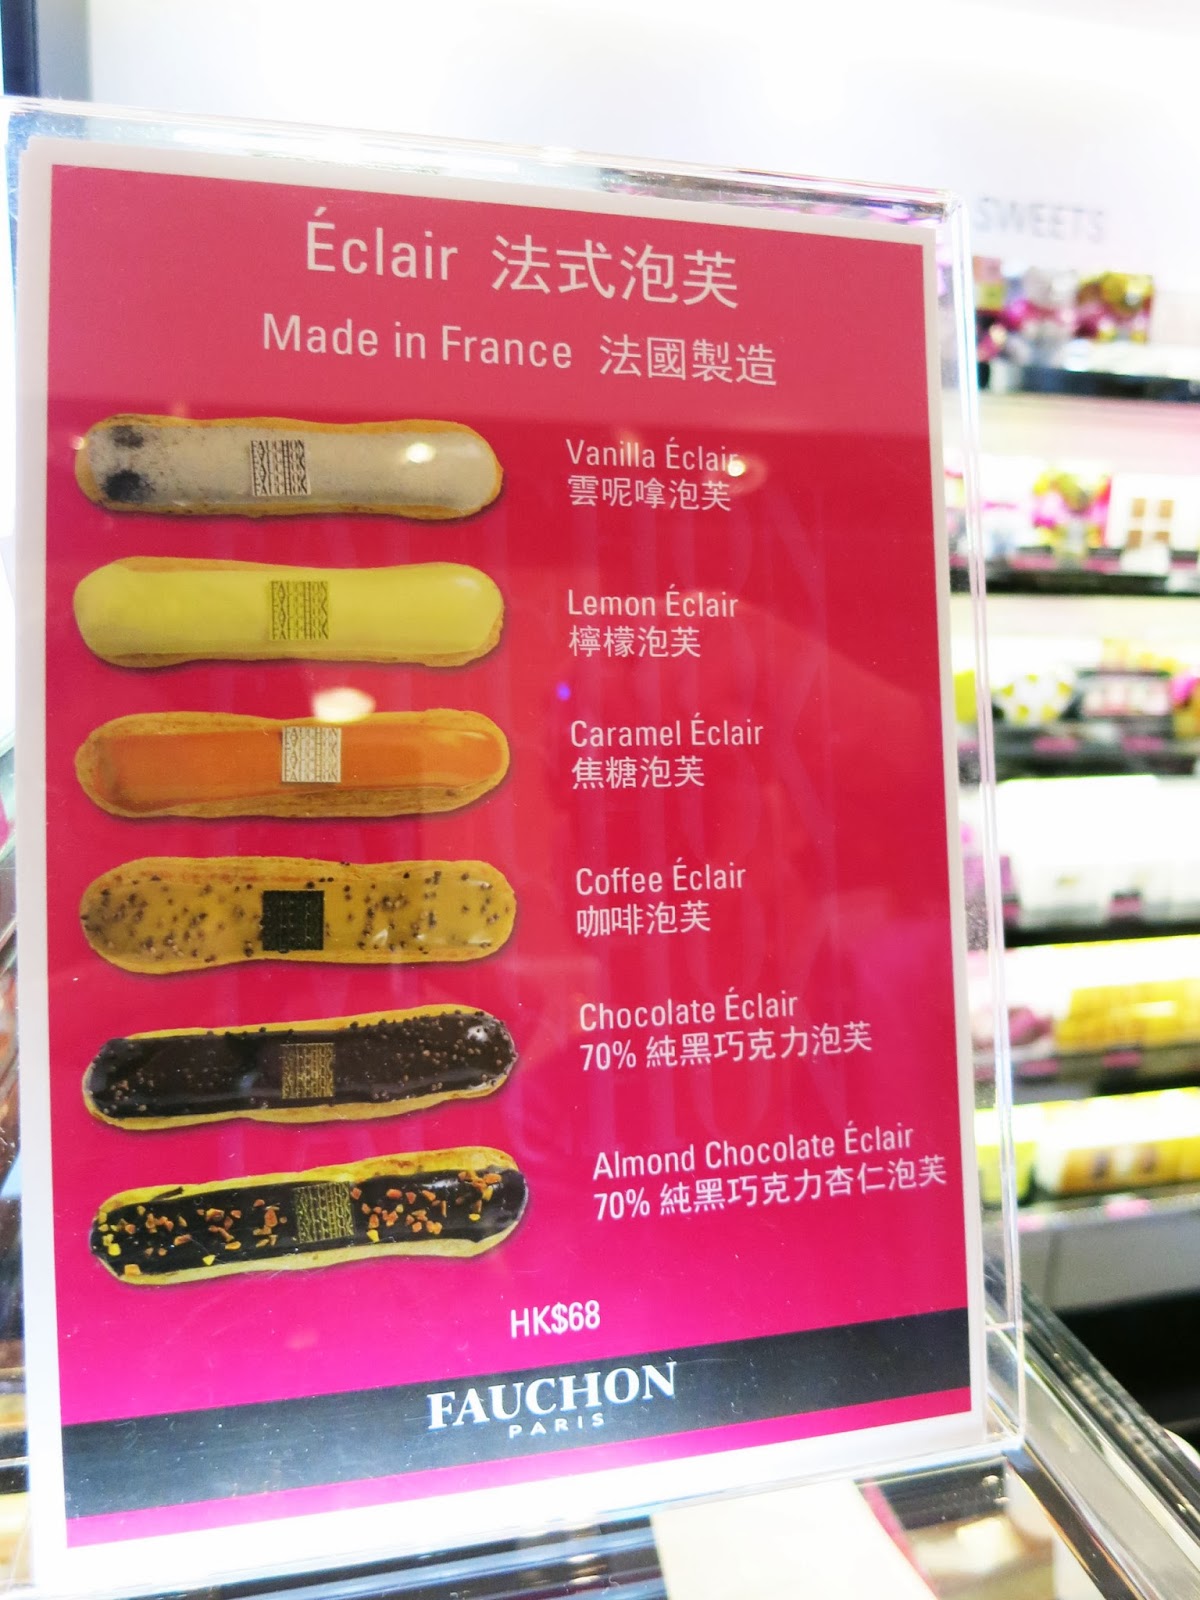 SWEETS
Éclair 法式泡芙
Made in France 法國製造
FAUCHON
Vanilla Éclair
雲呢嗱泡芙
FAUCHON
Lemon Éclair
檸檬泡芙
Caramel Éclair
焦糖泡芙
Coffee Éclair
咖啡泡芙
Chocolate Éclair
70% 純黑巧克力泡芙
Almond Chocolate Éclair
70% 純黑巧克力杏仁泡芙
HK$68
FAUCHON
PARIS